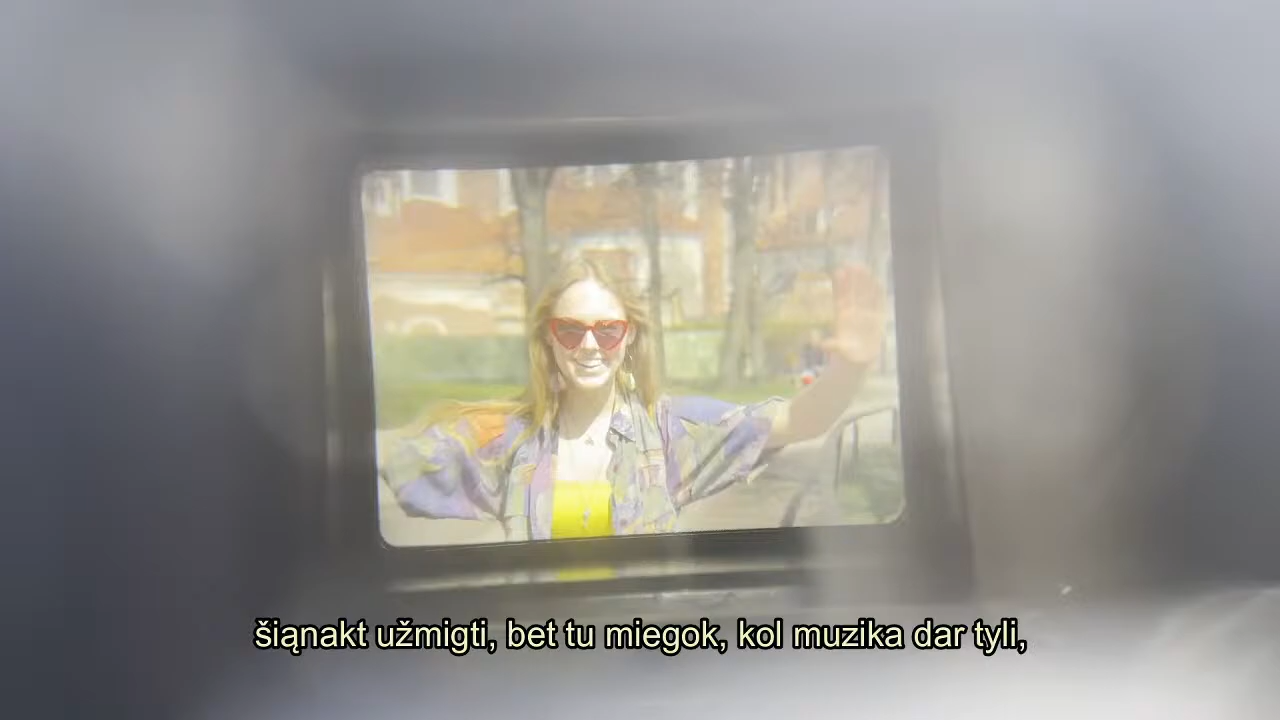 šiąnakt užmigti, bet tu miegok, kol muzika dar tyli,